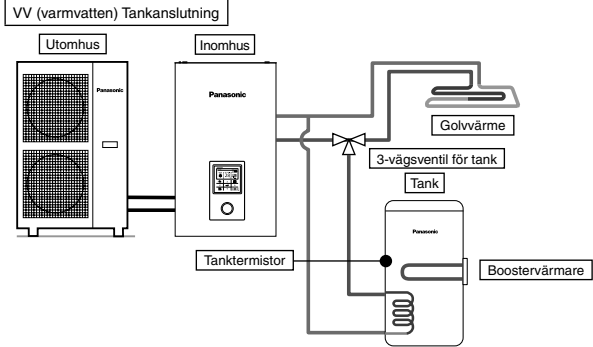 VV (varmvatten) Tankanslutning
Utomhus
Inomhus
Panasonic
Panasonic
Golvvärme
3-vägsventil för tank
Tank
Panasonic
Tanktermistor
Boostervärmare